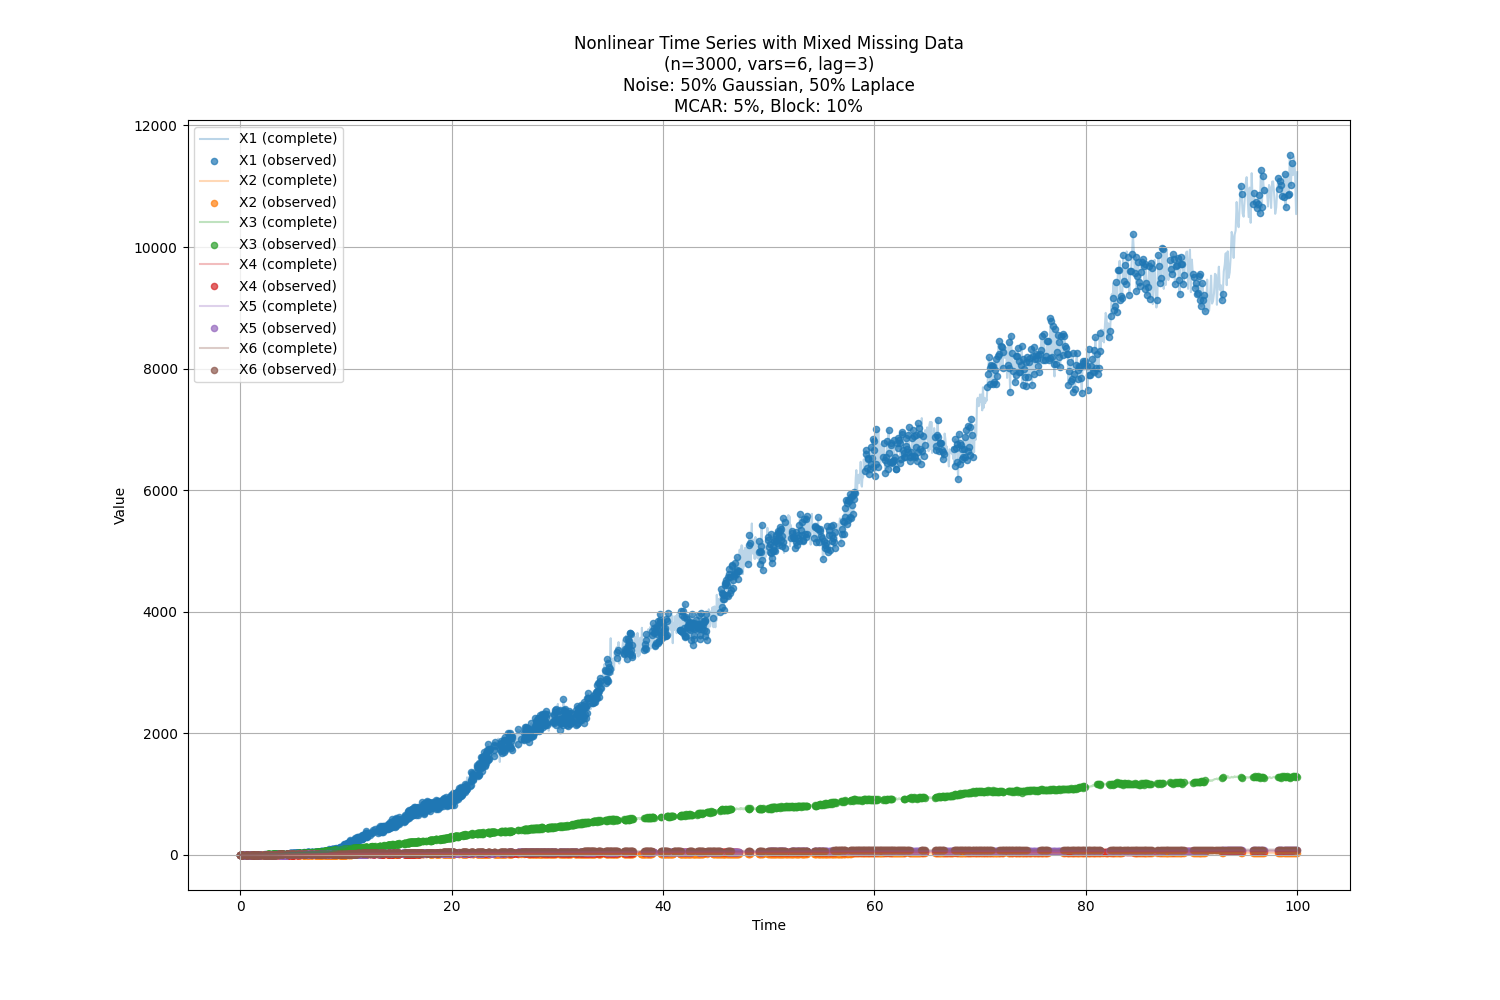 Nonlinear Time Series with Mixed Missing Data
(n=3000, vars=6, lag=3)
Noise: 50% Gaussian, 50% Laplace
MCAR: 5%, Block: 10%
12000
10000
8000
6000
4000
2000
0
Value
X1 (complete)
X1 (observed)
X2 (complete)
X2 (observed)
X3 (complete)
X3 (observed)
X4 (complete)
X4 (observed)
X5 (complete)
X5 (observed)
X6 (complete)
X6 (observed)
0
20
40
60
80
100
Time